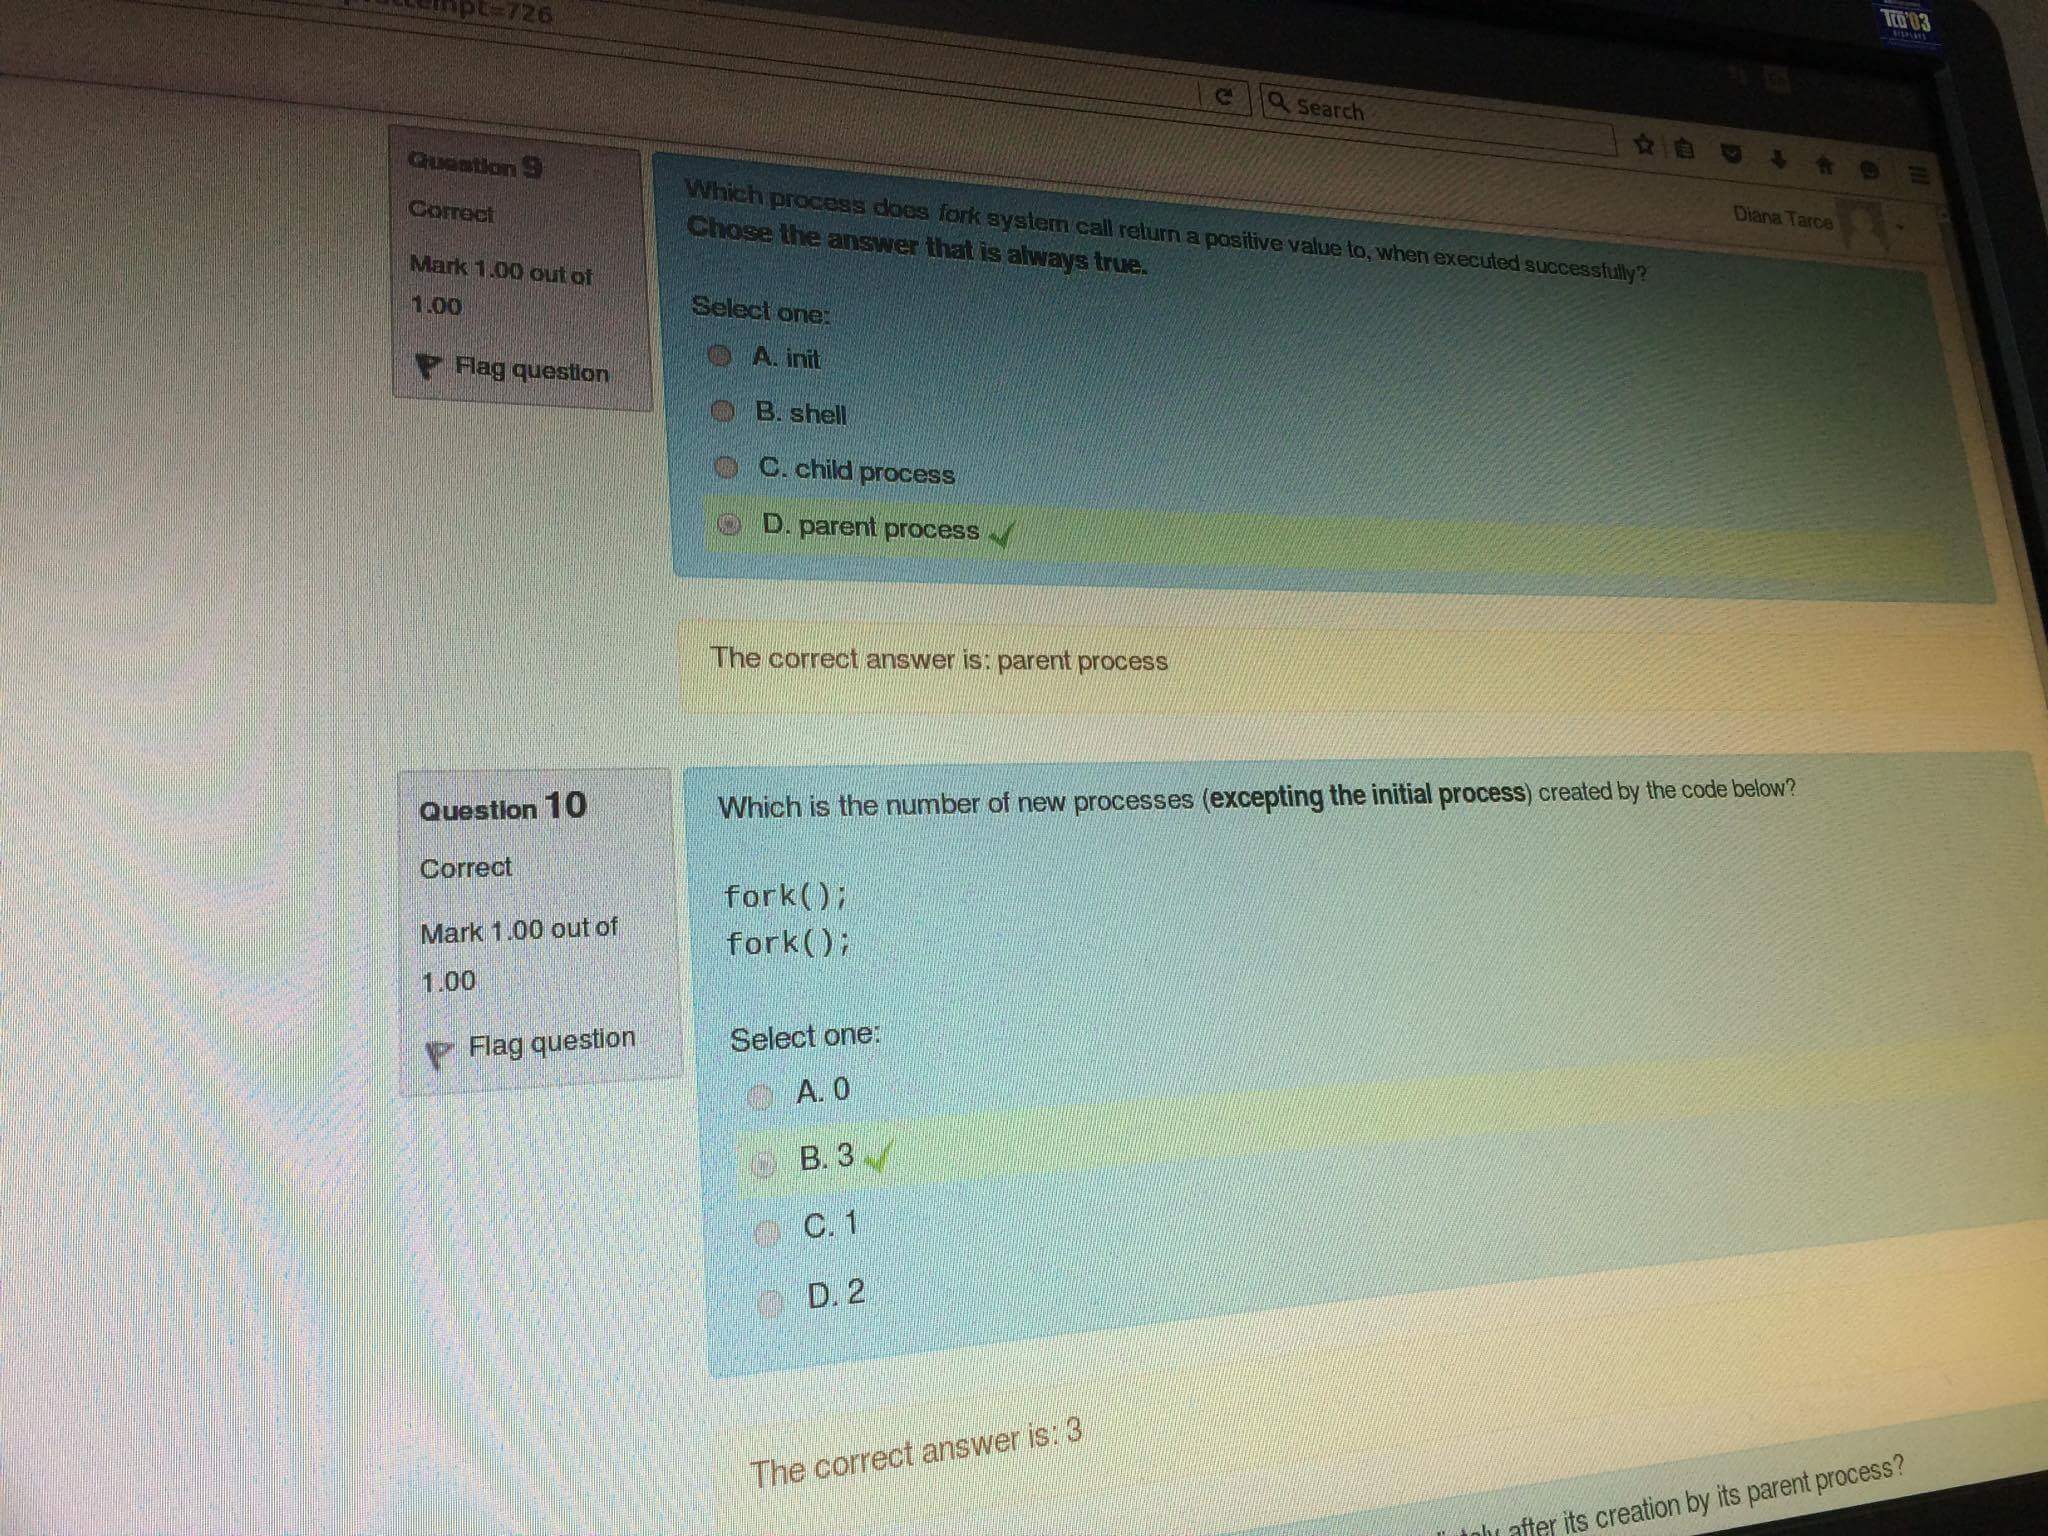 TCO'03
DISPLAYS
attempt=726
Search
Diana Tarce
Question 9
Correct
Mark 1.00 out of
1.00
Flag question
Which process does fork system call return a positive value to, when executed successfully?
Chose the answer that is always true.
Select one:
A. init
B. shell
C. child process
D. parent process
The correct answer is: parent process
Question 10
Correct
Mark 1.00 out of
1.00
Flag question
Which is the number of new processes (excepting the initial process) created by the code below?
fork();
fork();
Select one:
A. 0
B. 3
C. 1
D. 2
The correct answer is: 3
after its creation by its parent process?